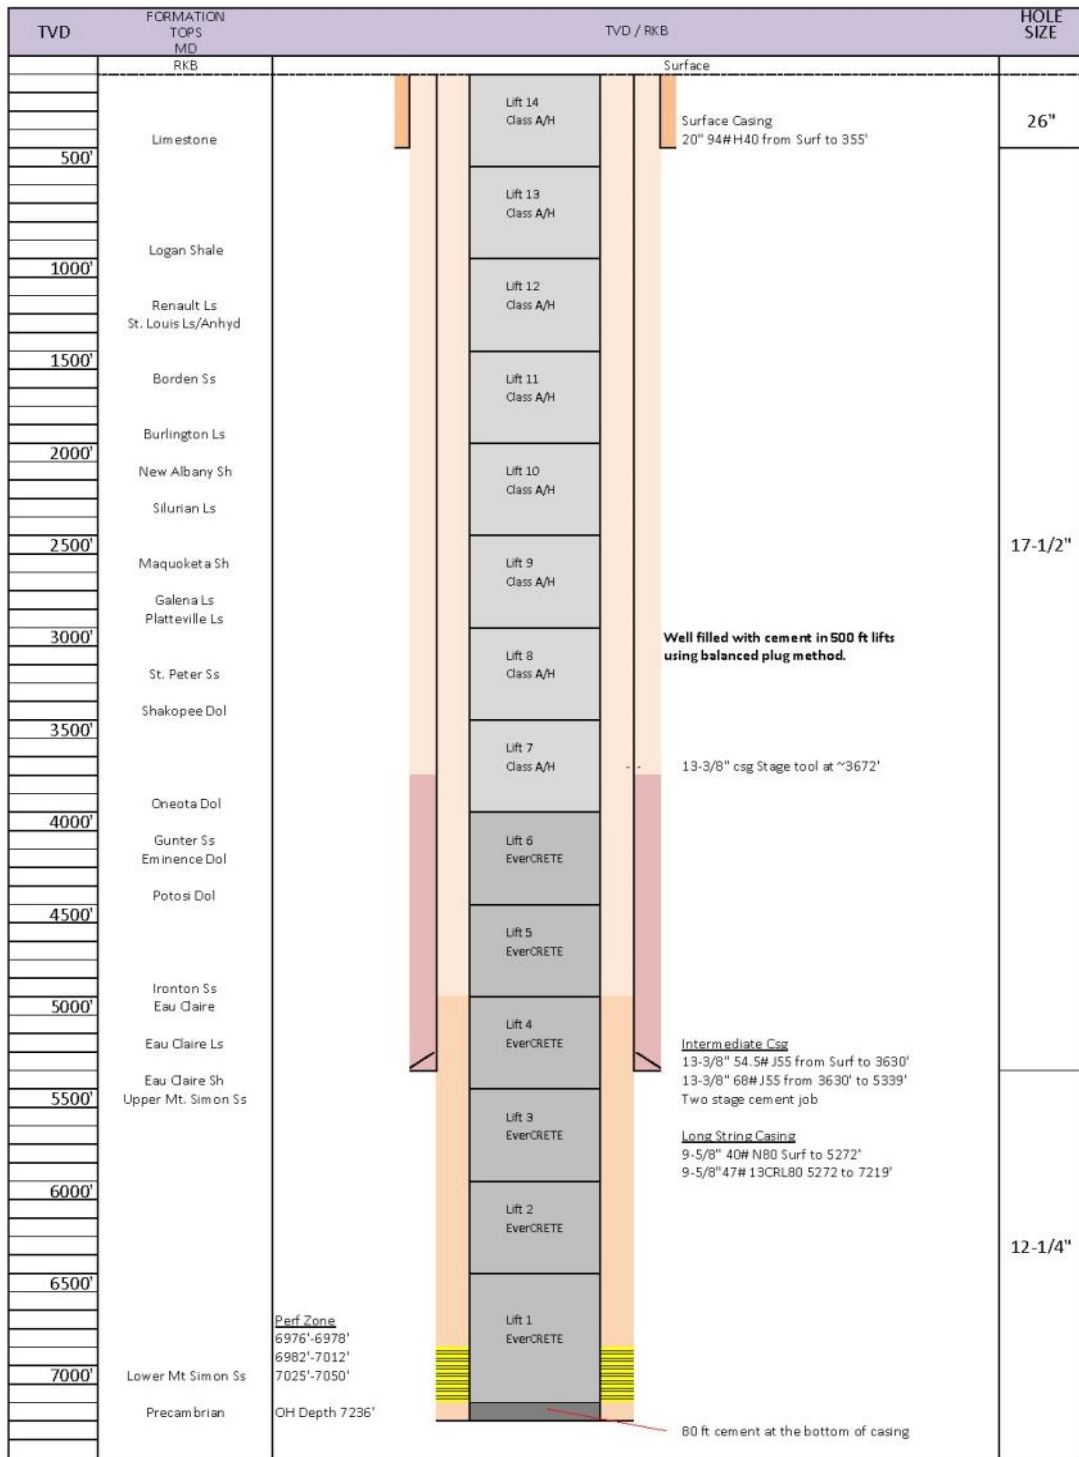 TVD
FORMATION
TOPS
MD
TVD / RKB
HOLE
SIZE
RKB
Surface
Lift 14
Class A/H
Surface Casing
20" 94# H40 from Surf to 355'
26"
Limestone
500'
Lift 13
Class A/H
Logan Shale
1000'
Lift 12
Class A/H
Renault Ls
St. Louis Ls/Anhyd
1500'
Lift 11
Class A/H
Borden Ss
Burlington Ls
2000'
Lift 10
Class A/H
New Albany Sh
Silurian Ls
2500'
17-1/2"
Lift 9
Class A/H
Maquoketa Sh
Galena Ls
Platteville Ls
3000'
Well filled with cement in 500 ft lifts
using balanced plug method.
Lift 8
Class A/H
St. Peter Ss
Shakopee Dol
3500'
Lift 7
Class A/H
13-3/8" csg Stage tool at ~3672'
Oneota Dol
4000'
Lift 6
EverCRETE
Gunter Ss
Eminence Dol
Potosi Dol
4500'
Lift 5
EverCRETE
Ironton Ss
5000'
Eau Claire
Lift 4
EverCRETE
Eau Claire Ls
Intermediate Csg
13-3/8" 54.5# J55 from Surf to 3630'
13-3/8" 68# J55 from 3630' to 5339'
Two stage cement job
Eau Claire Sh
5500'
Upper Mt. Simon Ss
Lift 3
EverCRETE
Long String Casing
9-5/8" 40# N80 Surf to 5272'
9-5/8" 47# 13CRL80 5272 to 7219'
6000'
Lift 2
EverCRETE
12-1/4"
6500'
Lift 1
EverCRETE
Perf Zone
6976'-6978'
6982'-7012'
7025'-7050'
7000'
Lower Mt Simon Ss
Precambrian
OH Depth 7236'
80 ft cement at the bottom of casing